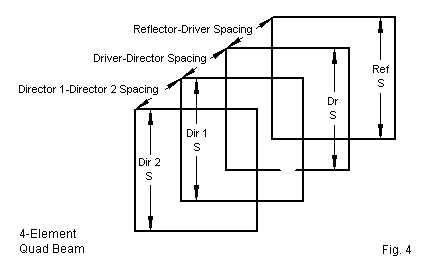 Reflector-Driver Spacing
Driver-Director Spacing
Director 1-Director 2 Spacing
Ref
S
Dr
S
Dir 1
S
Dir 2
S
4-Element
Quad Beam
Fig. 4